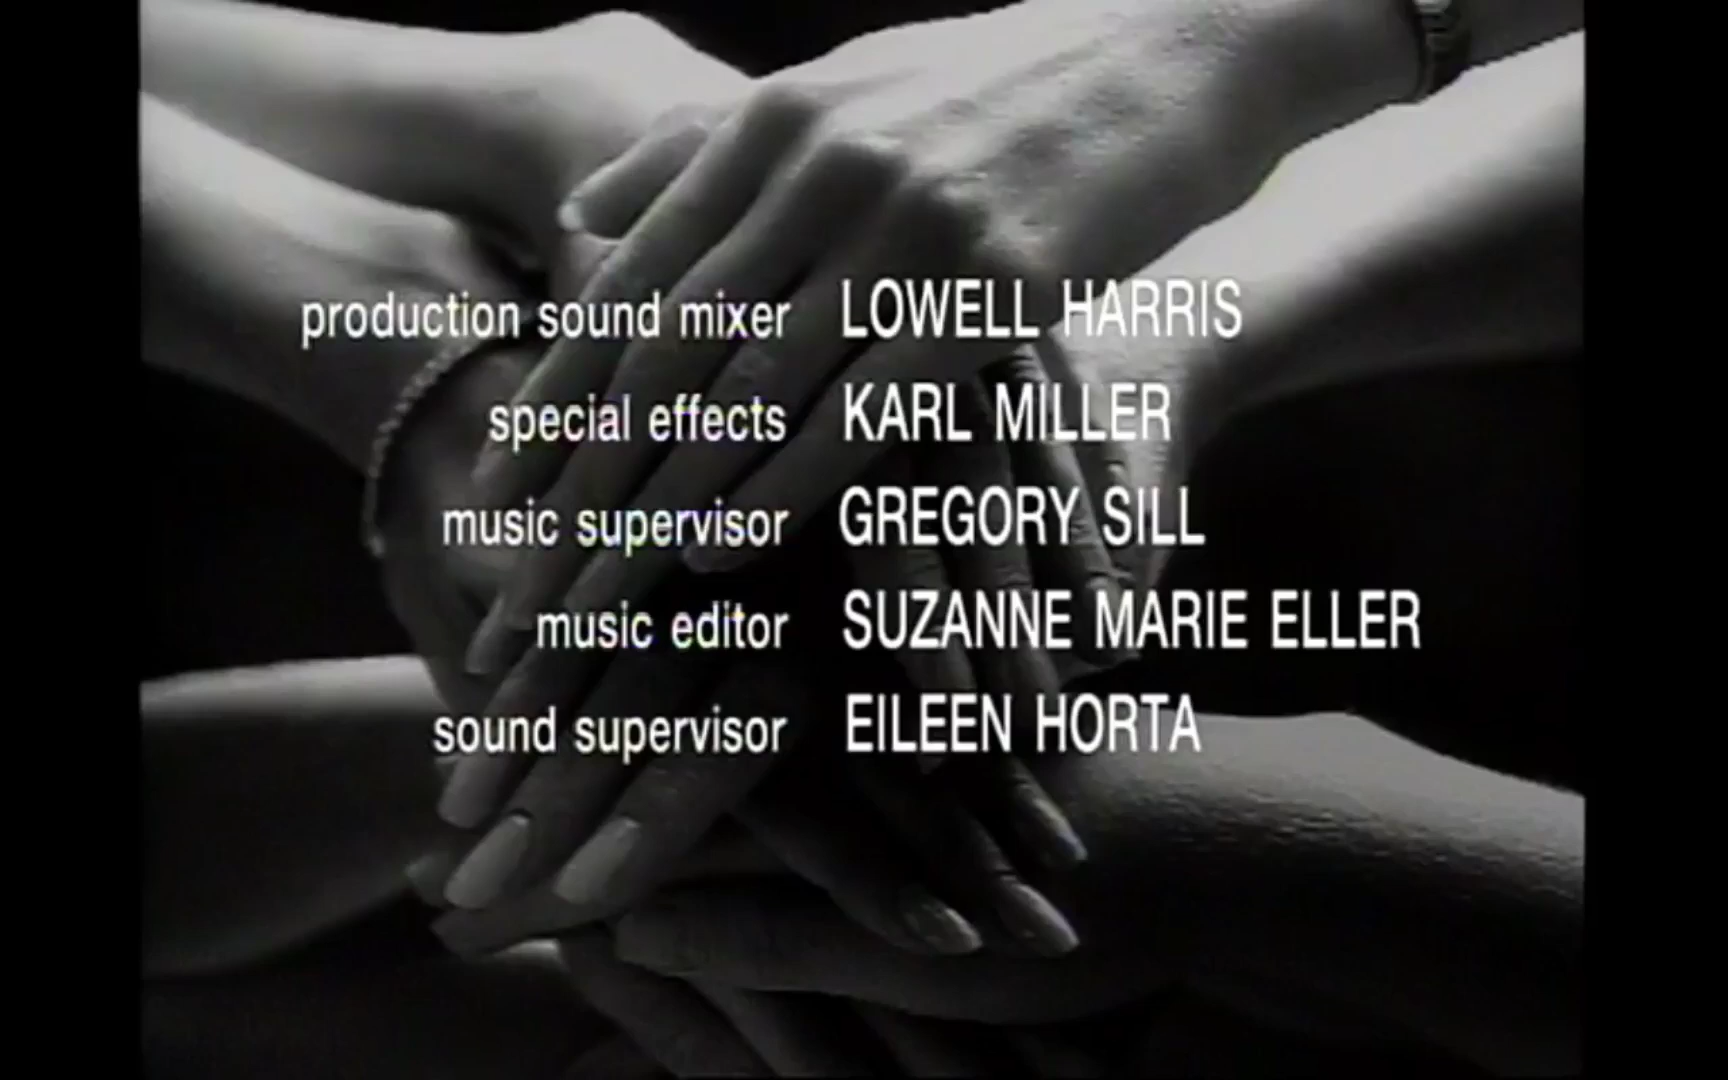 production sound mixer LOWELL HARRIS
special effects KARL MILLER
music supervisor GREGORY SILL
music editor SUZANNE MARIE ELLER
sound supervisor EILEEN HORTA